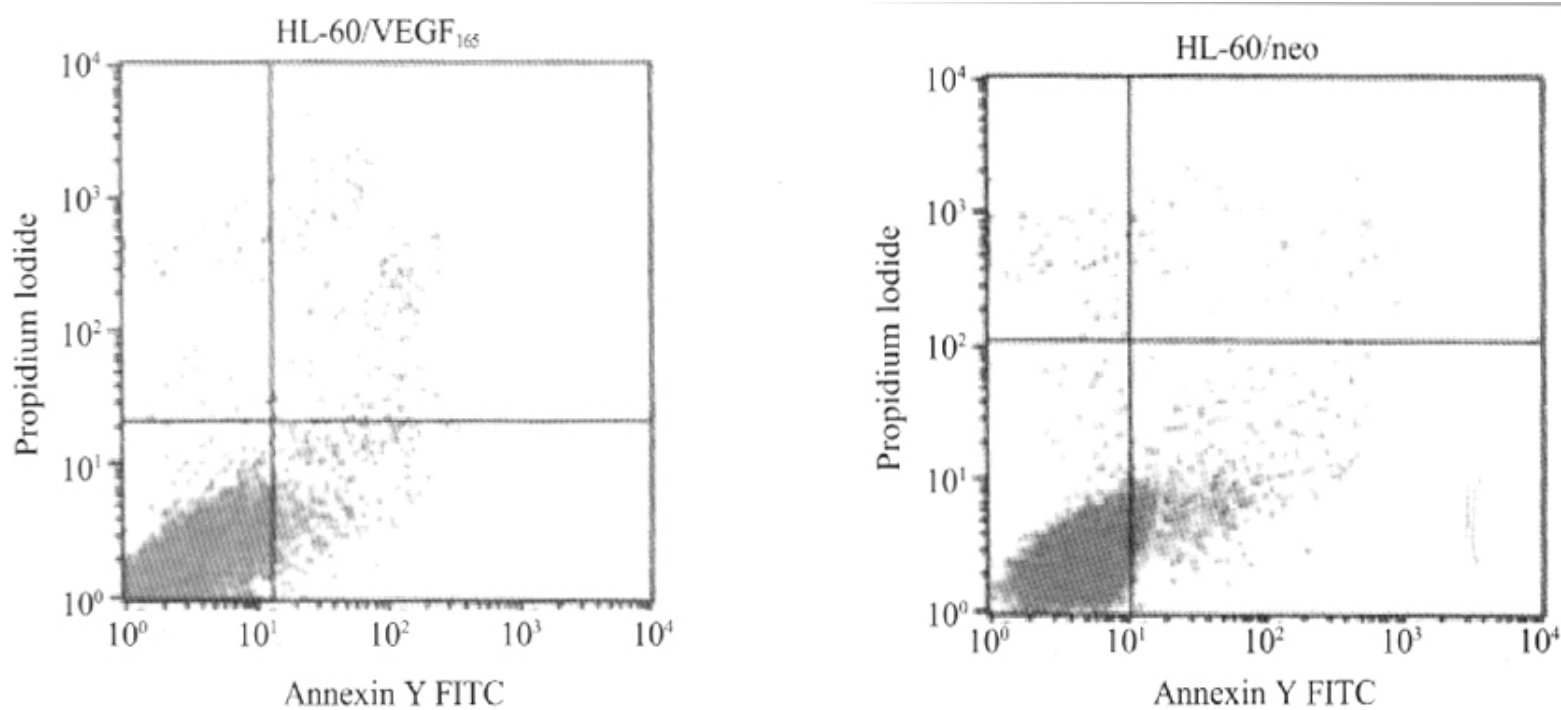 HL-60/VEGF₁₆₅
10⁴
10³
10²
10¹
10⁰
Propidium Iodide
10⁰ 10¹ 10² 10³ 10⁴
Annexin Y FITC
HL-60/neo
10⁴
10³
10²
10¹
10⁰
Propidium Iodide
10⁰ 10¹ 10² 10³ 10⁴
Annexin Y FITC